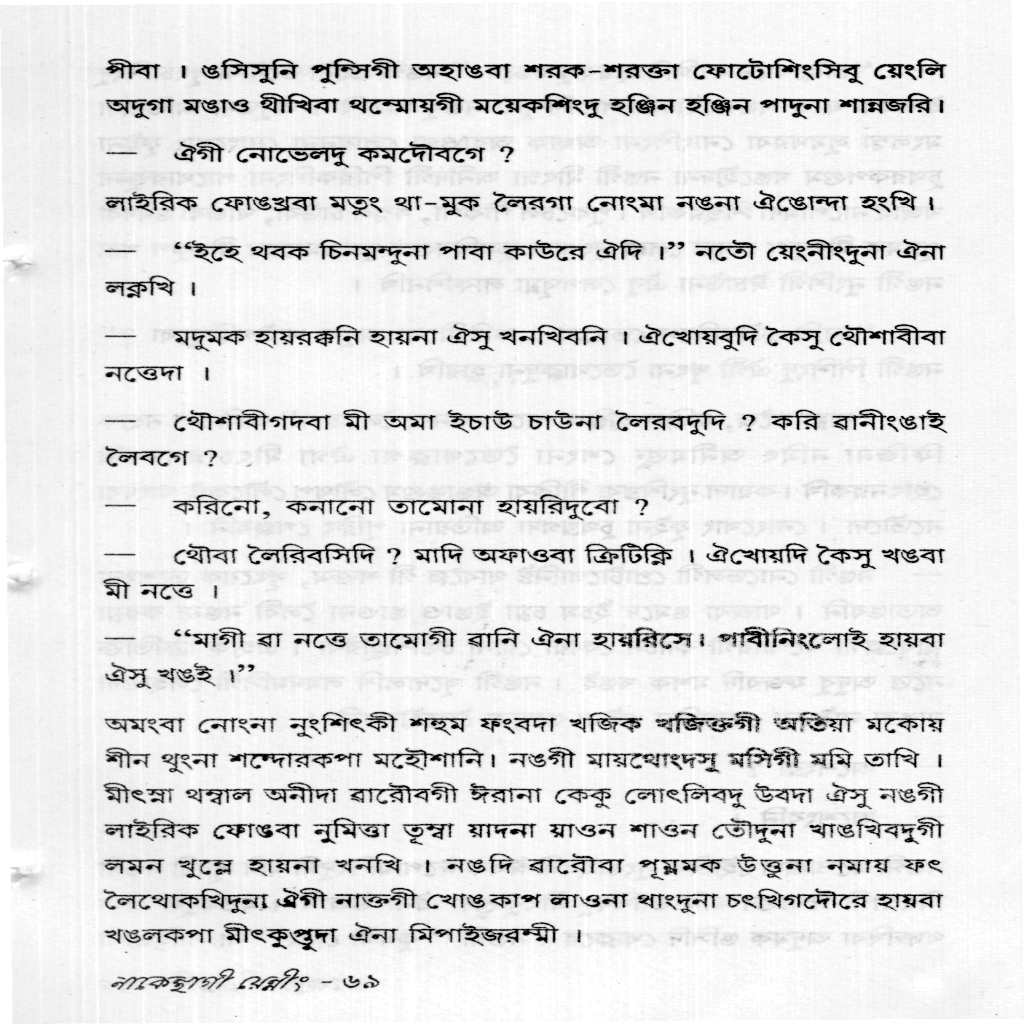 পীবা । ঙসিসুনি পুন্সিগী অহাঙবা শরক-শরক্তা ফোটোশিংসিবু য়েংলি
অদুগা মঙাও থীখিবা থম্মোয়গী ময়েকশিংদু হঞ্জিন হঞ্জিন পাদুনা শান্নজরি।
— ঐগী নোভেলদু কমদৌবগে ?
লাইরিক ফোঙখ্রবা মতুং থা-মুক লৈরগা নোংমা নঙনা ঐঙোন্দা হংখি ।
— “ইহে থবক চিনমন্দুনা পাবা কাউরে ঐদি ।” নতৌ য়েংনীংদুনা ঐনা
লক্লখি ।
— মদুমক হায়রক্কনি হায়না ঐসু খনখিবনি । ঐখোয়বুদি কৈসু থৌশাবীবা
নত্তেদা ।
— থৌশাবীগদবা মী অমা ইচাউ চাউনা লৈরবদুদি ? করি ৱানীংঙাই
লৈবগে ?
— করিনো, কনানো তামোনা হায়রিদুবো ?
— থৌবা লৈরিবসিদি ? মাদি অফাওবা ক্রিটিক্নি । ঐখোয়দি কৈসু খঙবা
মী নত্তে ।
— “মাগী ৱা নত্তে তামোগী ৱানি ঐনা হায়রিসে। পাবীনিংলোই হায়বা
ঐসু খঙই ।”
অমংবা নোংনা নুংশিৎকী শহুম ফংবদা খজিক খজিক্তগী অতিয়া মকোয়
শীন থুংনা শন্দোরকপা মহৌশানি। নঙগী মায়থোংদসু মসিগী মমি তাখি ।
মীৎস্না থম্বাল অনীদা ৱারৌবগী ঈরানা কেকু লোৎলিবদু উবদা ঐসু নঙগী
লাইরিক ফোঙবা নুমিত্তা তূম্বা য়াদনা য়াওন শাওন তৌদুনা খাঙখিবদুগী
লমন খুম্লে হায়না খনখি । নঙদি ৱারৌবা পূম্নমক উত্তুনা নমায় ফৎ
লৈথোকখিদুনা ঐগী নাক্তগী খোঙকাপ লাওনা থাংদুনা চৎখিগদৌরে হায়বা
খঙলকপা মীৎকুপ্তুদা ঐনা মিপাইজরম্মী ।
নাকেন্থাগী য়েন্নীং - ৬৯